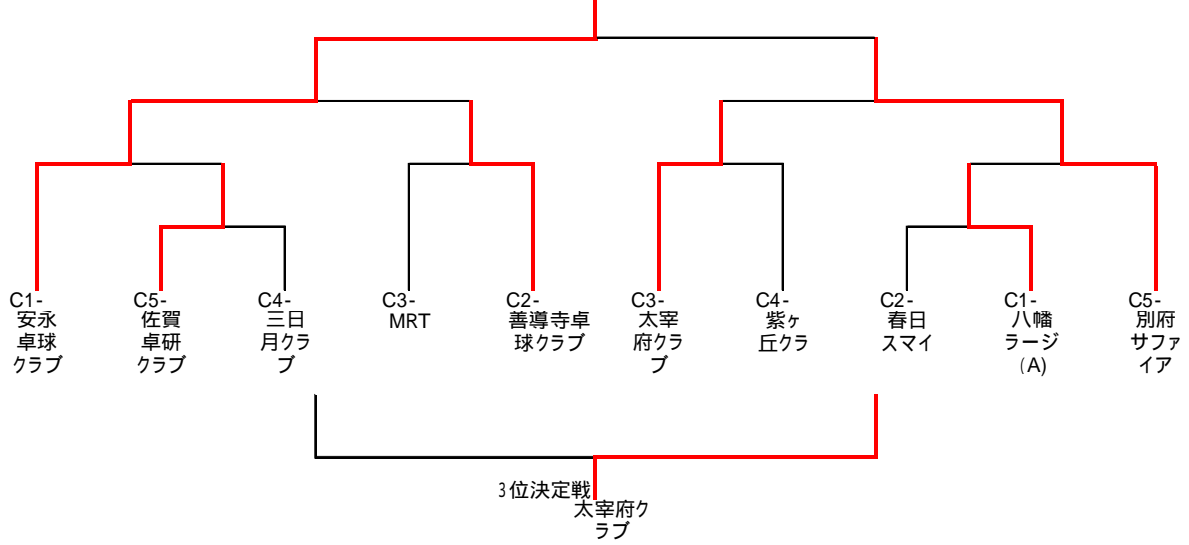 C1-
安永
卓球
クラブ
C5-
佐賀
卓研
クラブ
C4-
三日
月クラ
ブ
C3-
MRT
C2-
善導寺卓
球クラブ
C3-
太宰
府クラ
ブ
C4-
紫ヶ
丘クラ
C2-
春日
スマイ
C1-
八幡
ラージ
(A)
C5-
別府
サファ
イア
3位決定戦
太宰府ク
ラブ